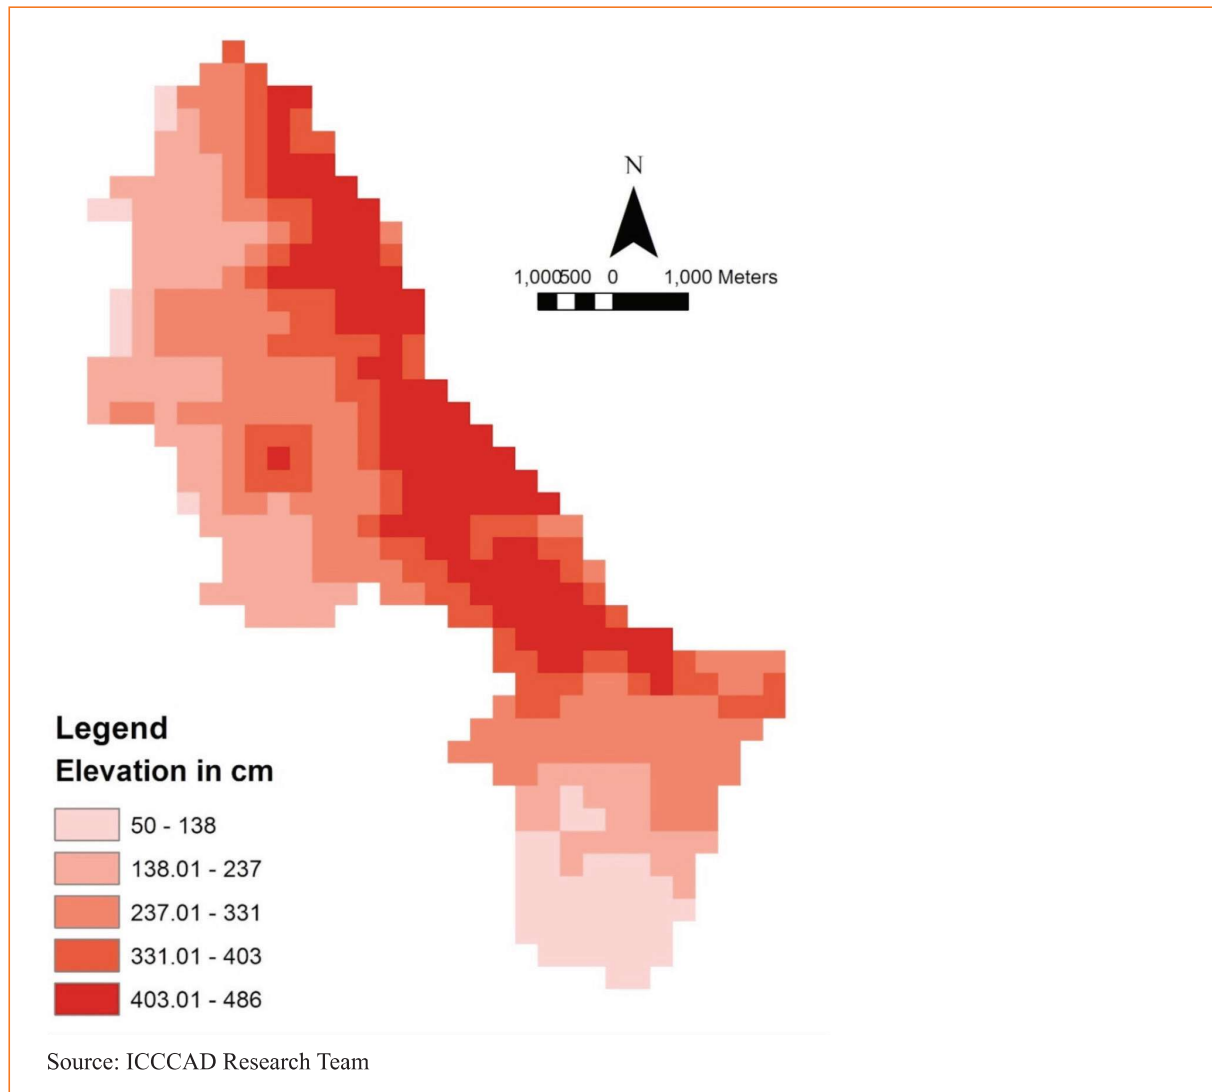 N
1,000500 0 1,000 Meters
Legend
Elevation in cm
50 - 138
138.01 - 237
237.01 - 331
331.01 - 403
403.01 - 486
Source: ICCCAD Research Team